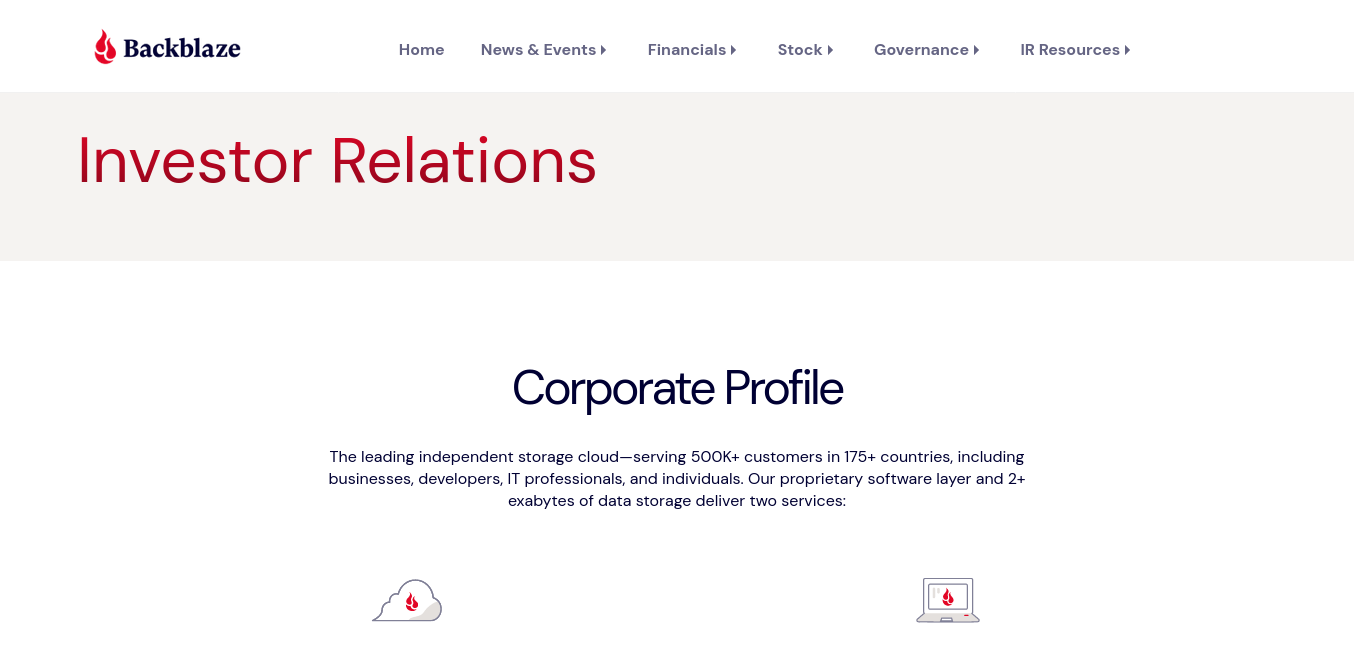 Backblaze
Home News & Events Financials Stock Governance IR Resources
Investor Relations
Corporate Profile
The leading independent storage cloud—serving 500K+ customers in 175+ countries, including
businesses, developers, IT professionals, and individuals. Our proprietary software layer and 2+
exabytes of data storage deliver two services: